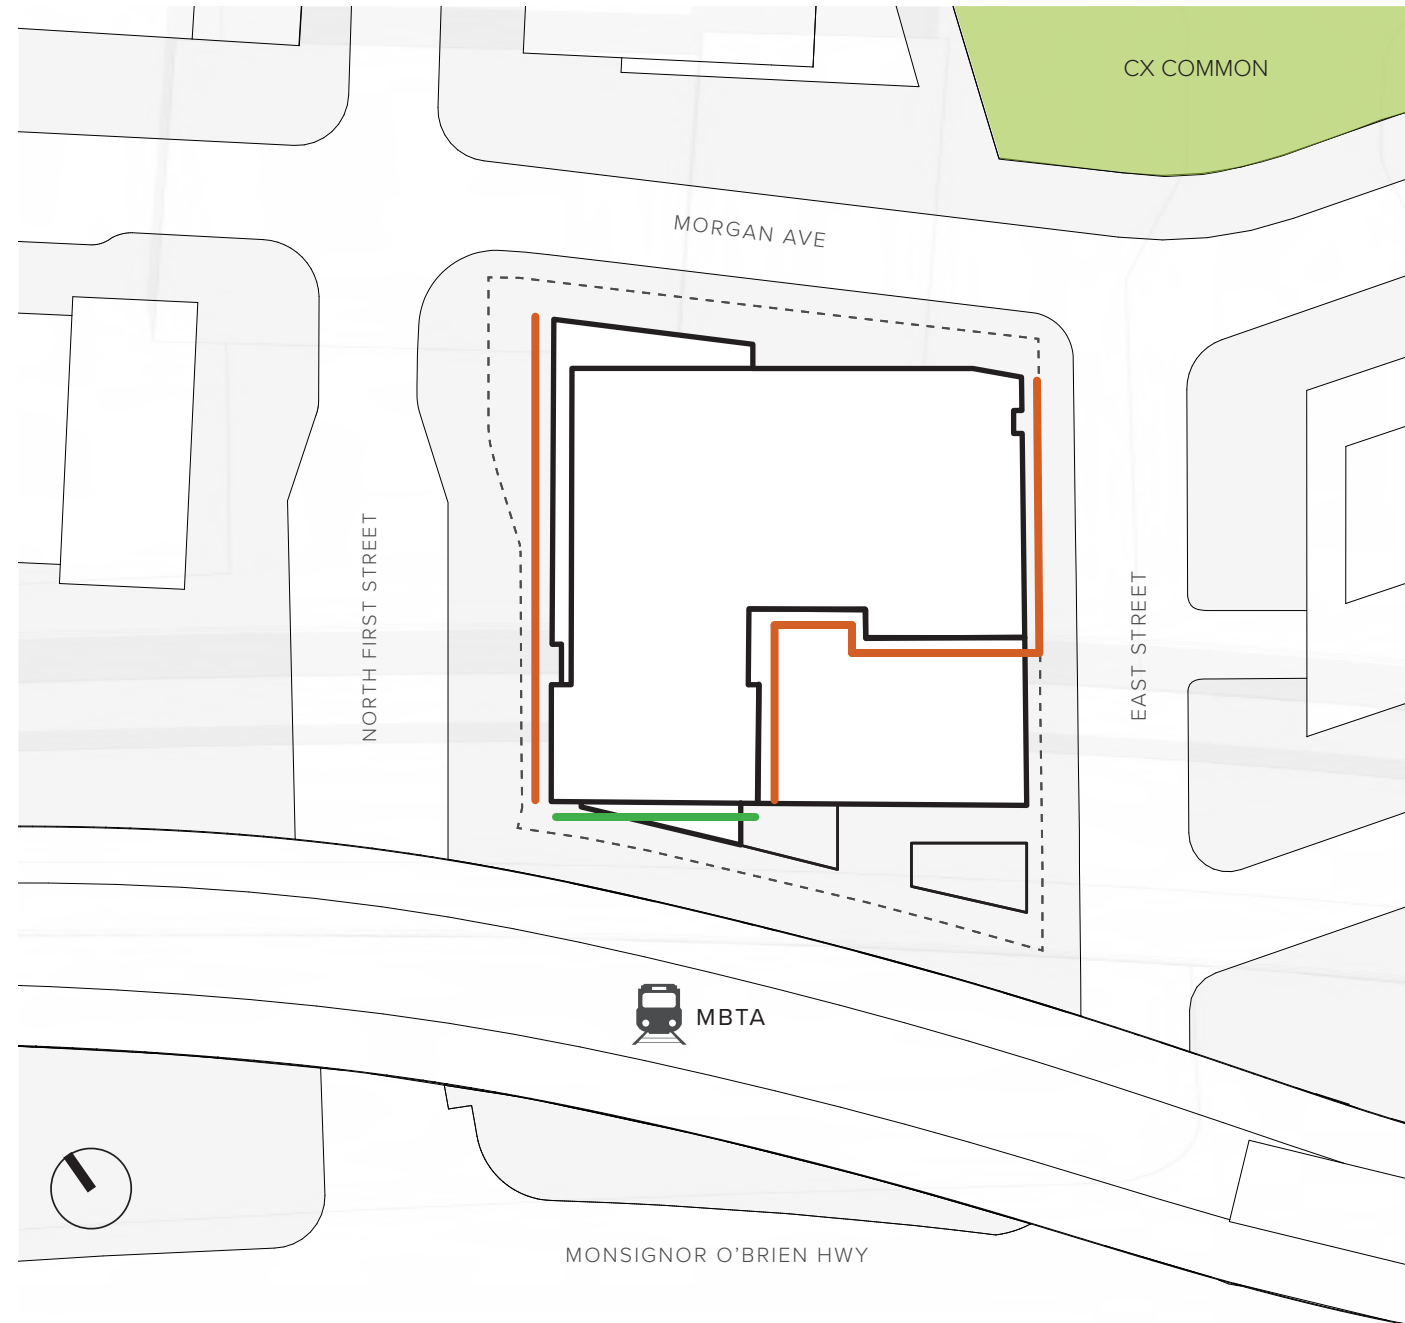 CX COMMON
MORGAN AVE
NORTH FIRST STREET
EAST STREET
MBTA
MONSIGNOR O’BRIEN HWY